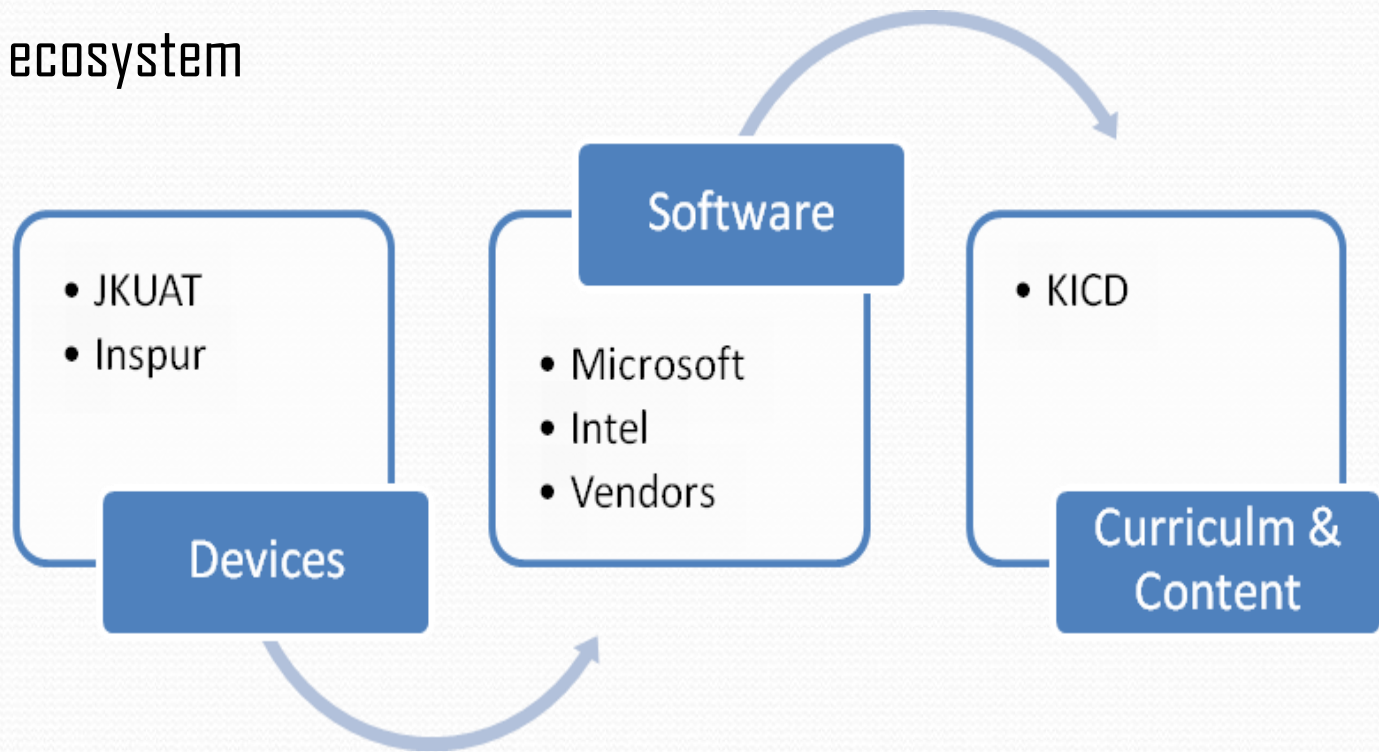 ecosystem
• JKUAT
• Inspur
Devices
Software
• Microsoft
• Intel
• Vendors
• KICD
Curriculm &
Content